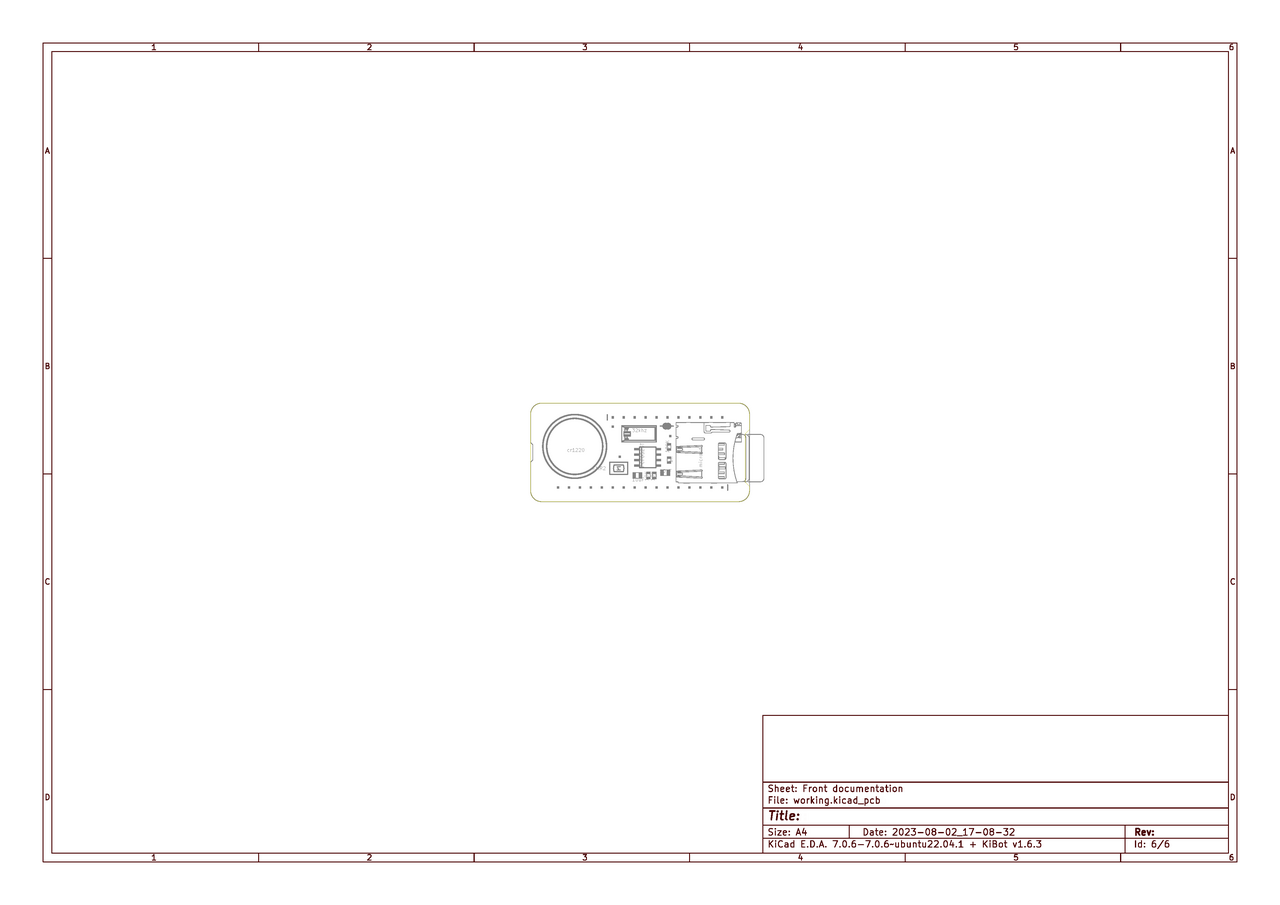 1 2 3 4 5 6
A A
B B
cr1220
C C
Sheet: Front documentation
File: working.kicad_pcb
D D
Title:
Size: A4 Date: 2023-08-02_17-08-32 Rev:
KiCad E.D.A. 7.0.6-7.0.6~ubuntu22.04.1 + KiBot v1.6.3 Id: 6/6
1 2 3 4 5 6